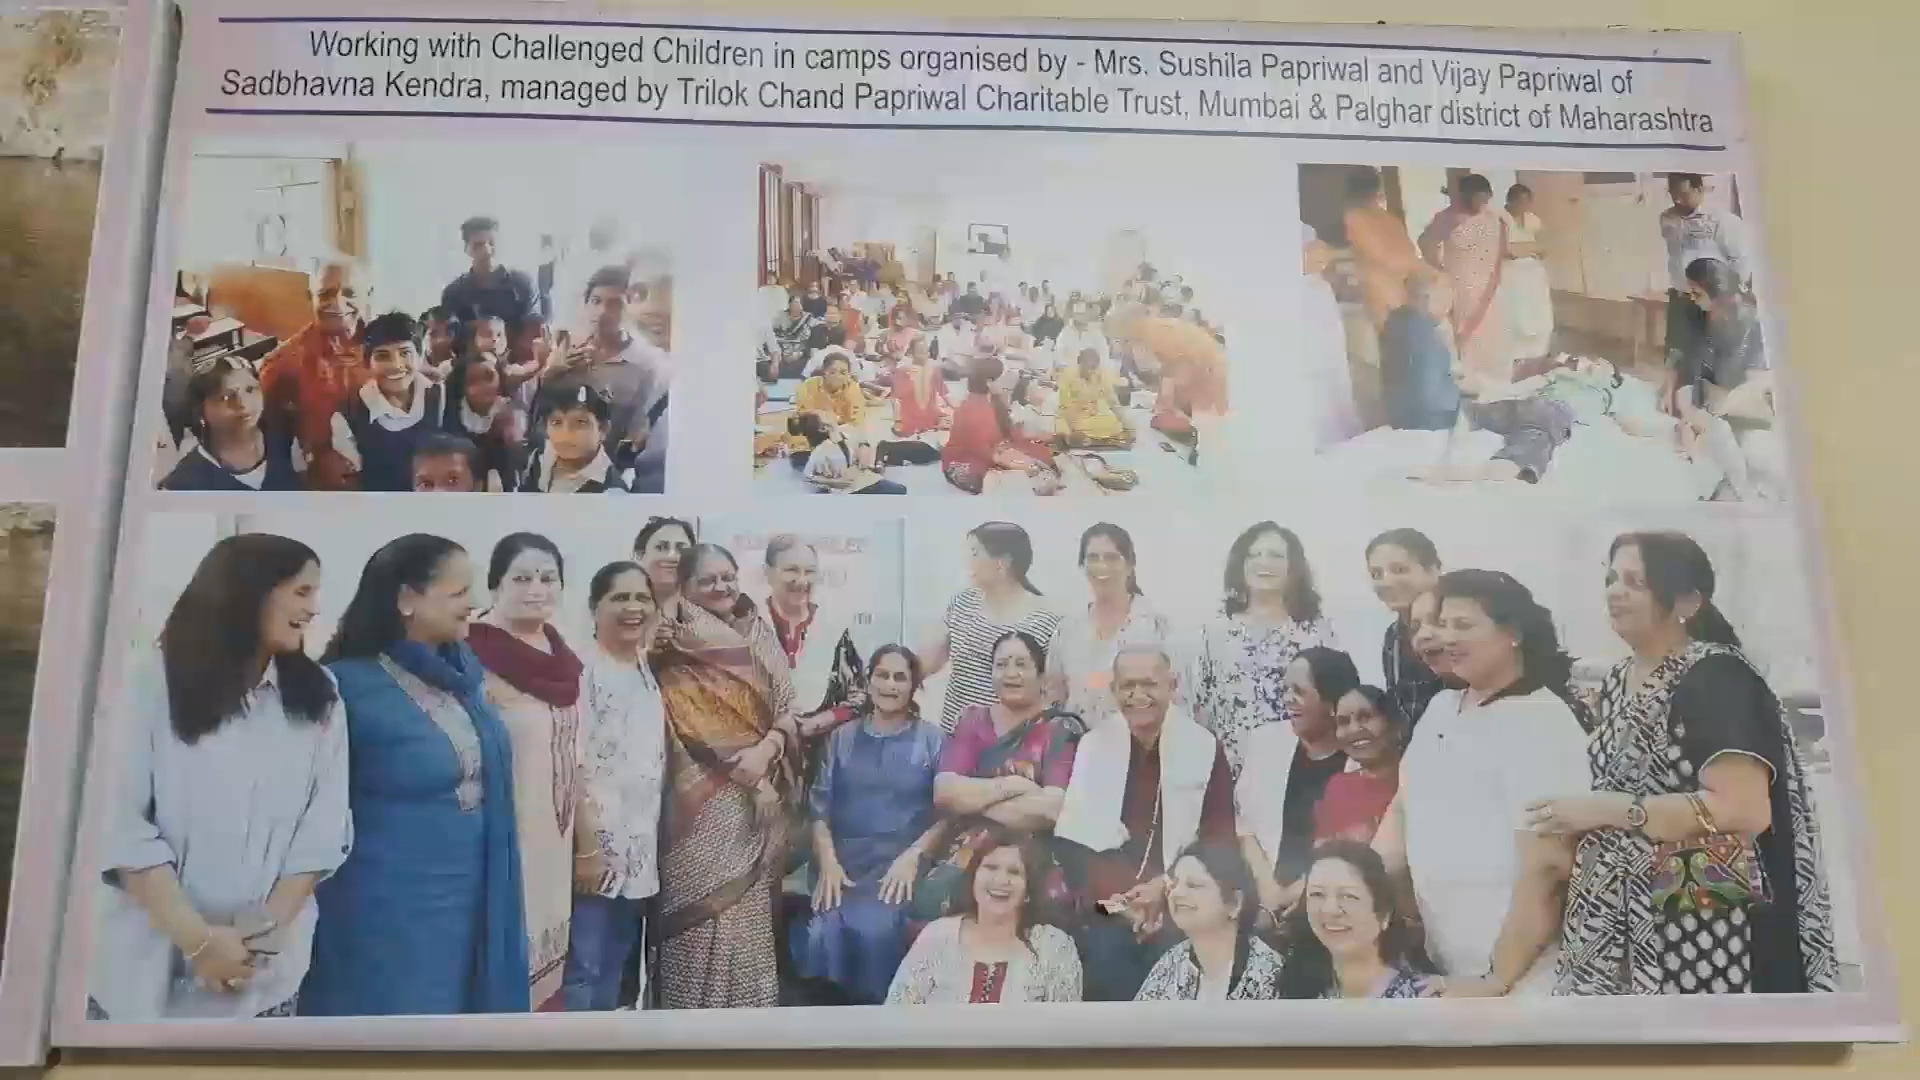 Working with Challenged Children in camps organised by - Mrs. Sushila Papriwal and Vijay Papriwal of
Sadbhavna Kendra, managed by Trilok Chand Papriwal Charitable Trust, Mumbai & Palghar district of Maharashtra